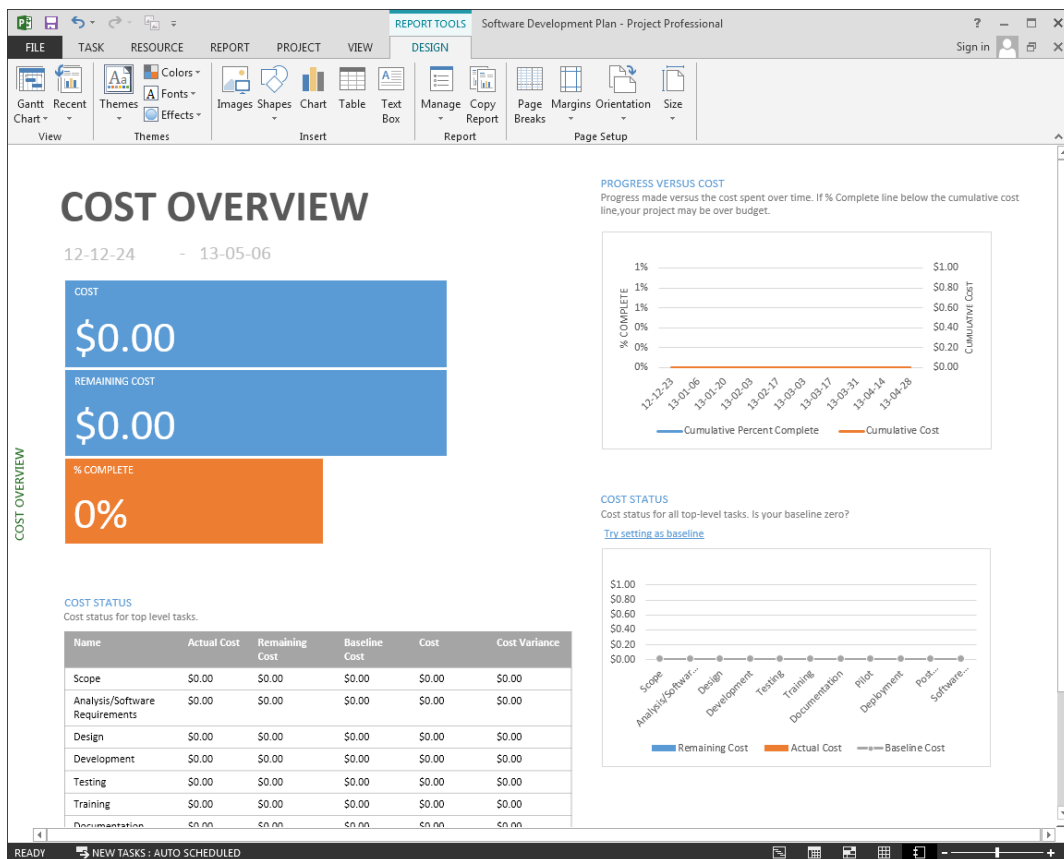 REPORT TOOLS Software Development Plan - Project Professional ?
FILE TASK RESOURCE REPORT PROJECT VIEW DESIGN Sign in
Gantt Chart Recent Themes Colors Fonts Effects Images Shapes Chart Table Text Box Manage Copy Report Page Breaks Margins Orientation Size
View Themes Insert Report Page Setup
COST OVERVIEW
COST OVERVIEW
12-12-24 - 13-05-06
COST
$0.00
REMAINING COST
$0.00
% COMPLETE
0%
COST STATUS
Cost status for top level tasks.
Name Actual Cost Remaining Cost Baseline Cost Cost Cost Variance
Scope $0.00 $0.00 $0.00 $0.00 $0.00
Analysis/Software Requirements $0.00 $0.00 $0.00 $0.00 $0.00
Design $0.00 $0.00 $0.00 $0.00 $0.00
Development $0.00 $0.00 $0.00 $0.00 $0.00
Testing $0.00 $0.00 $0.00 $0.00 $0.00
Training $0.00 $0.00 $0.00 $0.00 $0.00
Documentation $0.00 $0.00 $0.00 $0.00 $0.00
PROGRESS VERSUS COST
Progress made versus the cost spent over time. If % Complete line below the cumulative cost
line,your project may be over budget.
% COMPLETE
1% $1.00
1% $0.80
1% $0.60
0% $0.40
0% $0.20
0% $0.00
CUMULATIVE COST
12-12-23 13-01-06 13-01-20 13-02-03 13-02-17 13-03-03 13-03-17 13-03-31 13-04-14 13-04-28
Cumulative Percent Complete Cumulative Cost
COST STATUS
Cost status for all top-level tasks. Is your baseline zero?
Try setting as baseline
$1.00
$0.80
$0.60
$0.40
$0.20
$0.00
Scope Analysis/Softwar... Design Development Testing Training Documentation Pilot Deployment Post... Software...
Remaining Cost Actual Cost Baseline Cost
READY NEW TASKS : AUTO SCHEDULED